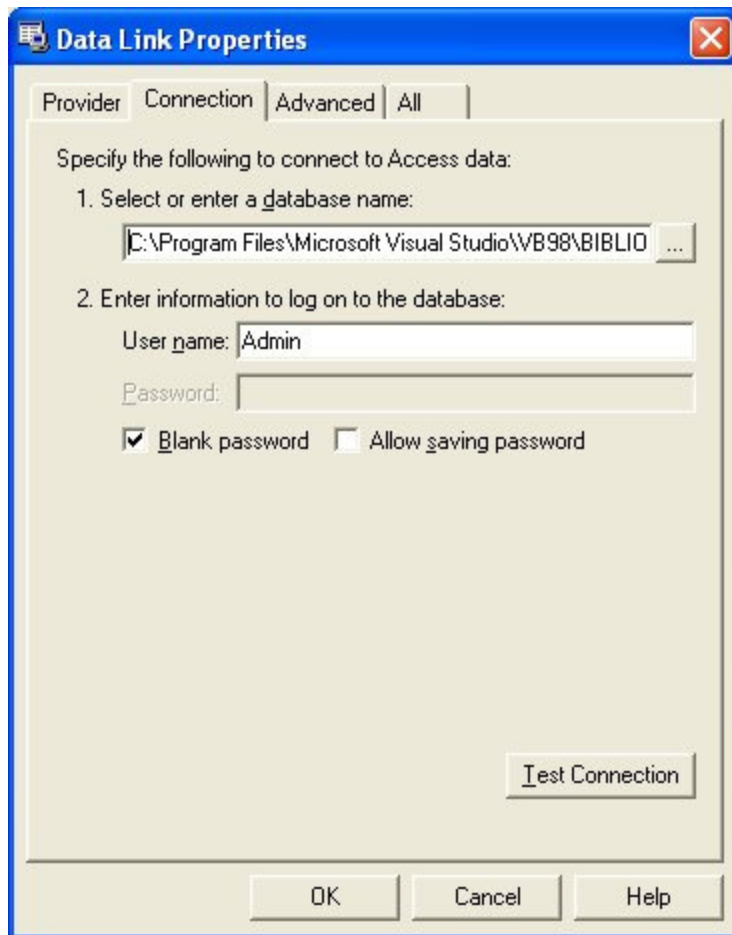 Data Link Properties
Provider Connection Advanced All
Specify the following to connect to Access data:
1. Select or enter a database name:
C:\Program Files\Microsoft Visual Studio\VB98\BIBLIO ...
2. Enter information to log on to the database:
User name: Admin
Password:
Blank password Allow saving password
Test Connection
OK Cancel Help